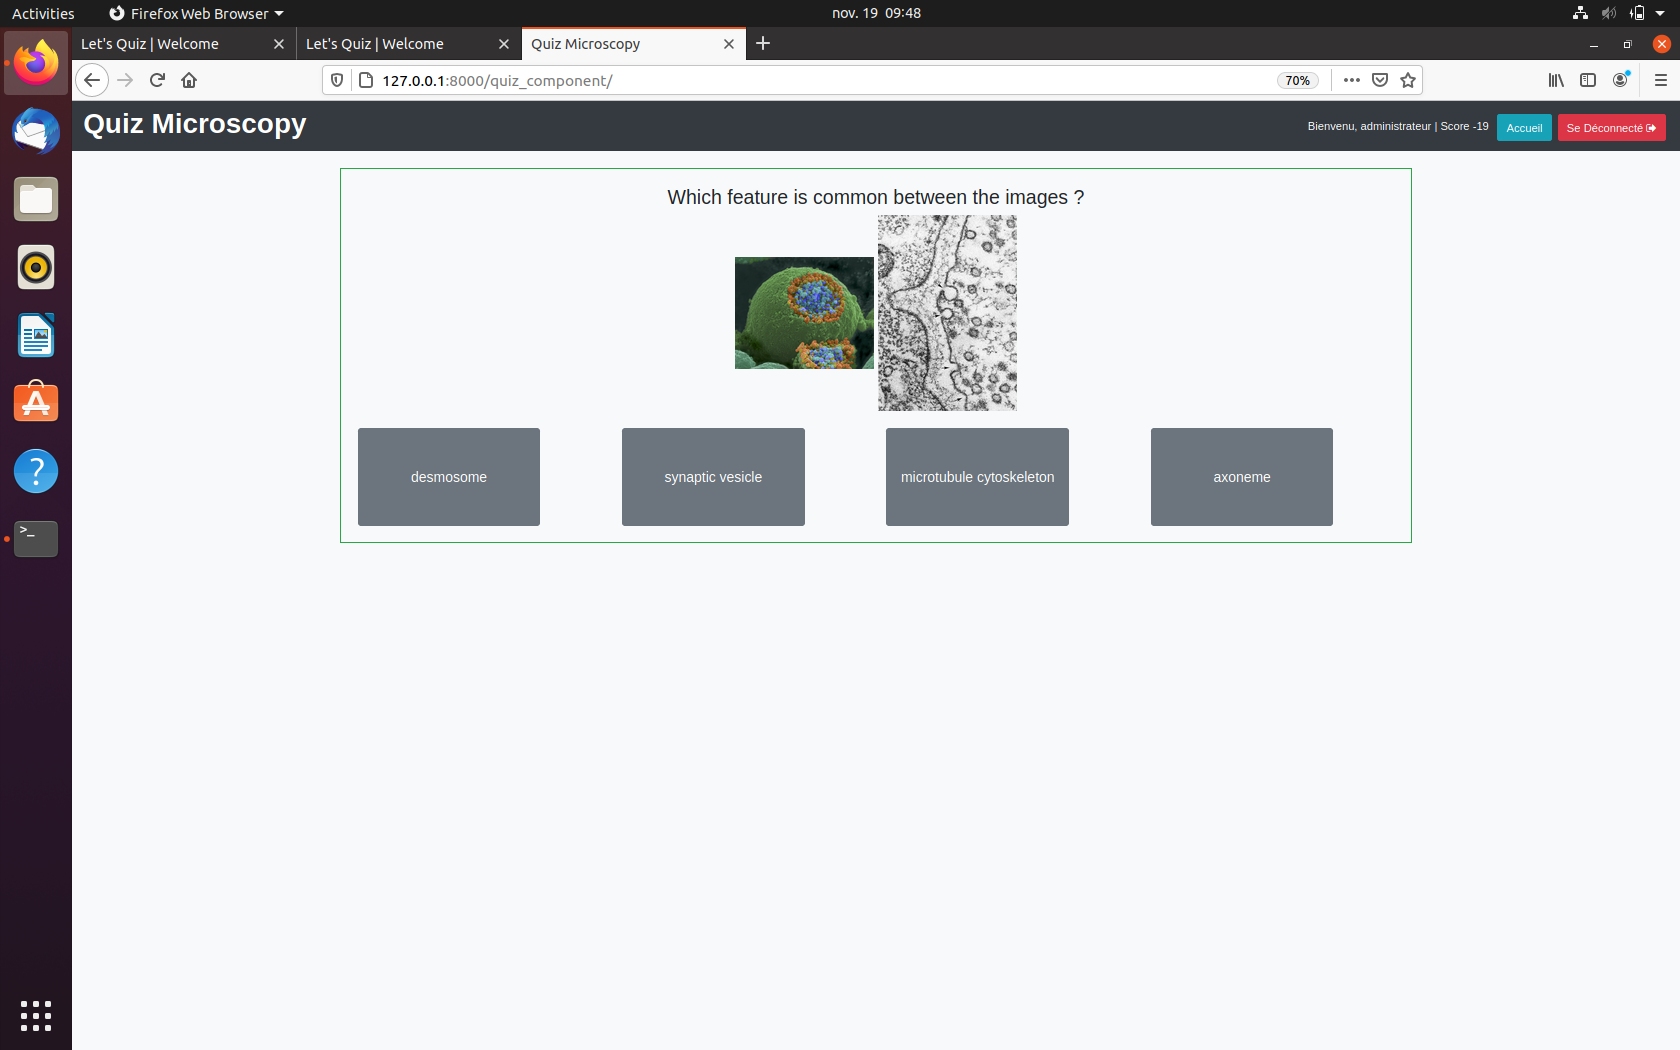 Activities
Firefox Web Browser
nov. 19 09:48
Let's Quiz | Welcome
Let's Quiz | Welcome
Quiz Microscopy
127.0.0.1:8000/quiz_component/
70%
Quiz Microscopy
Bienvenu, administrateur | Score -19
Accueil
Se Déconnecté
Which feature is common between the images ?
desmosome
synaptic vesicle
microtubule cytoskeleton
axoneme